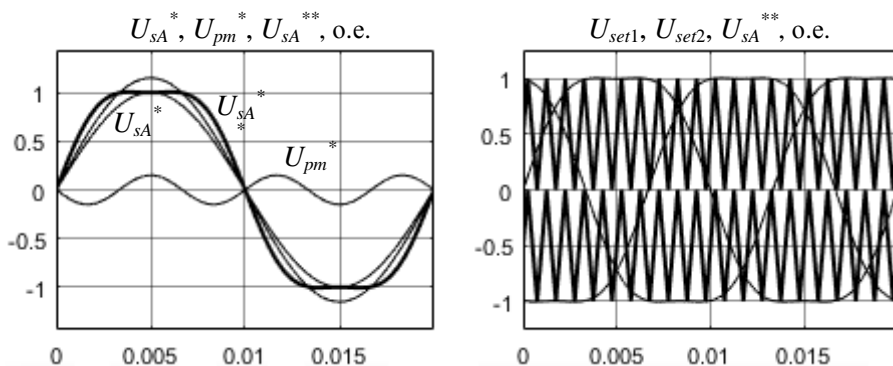 U_sA^*, U_pm^*, U_sA^**, o.e.
1
0.5
0
-0.5
-1
U_sA^*
U_sA^*
*
U_pm^*
0 0.005 0.01 0.015
U_set1, U_set2, U_sA^**, o.e.
1
0.5
0
-0.5
-1
0 0.005 0.01 0.015